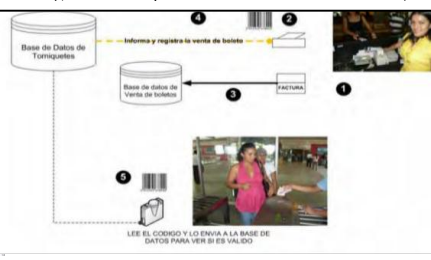 4
2
Base de Datos de
Torniquetes
Informa y registra la venta de boleto
Base de datos de
Venta de boletos
3
FACTURA
1
5
LEE EL CODIGO Y LO ENVIA A LA BASE DE
DATOS PARA VER SI ES VALIDO